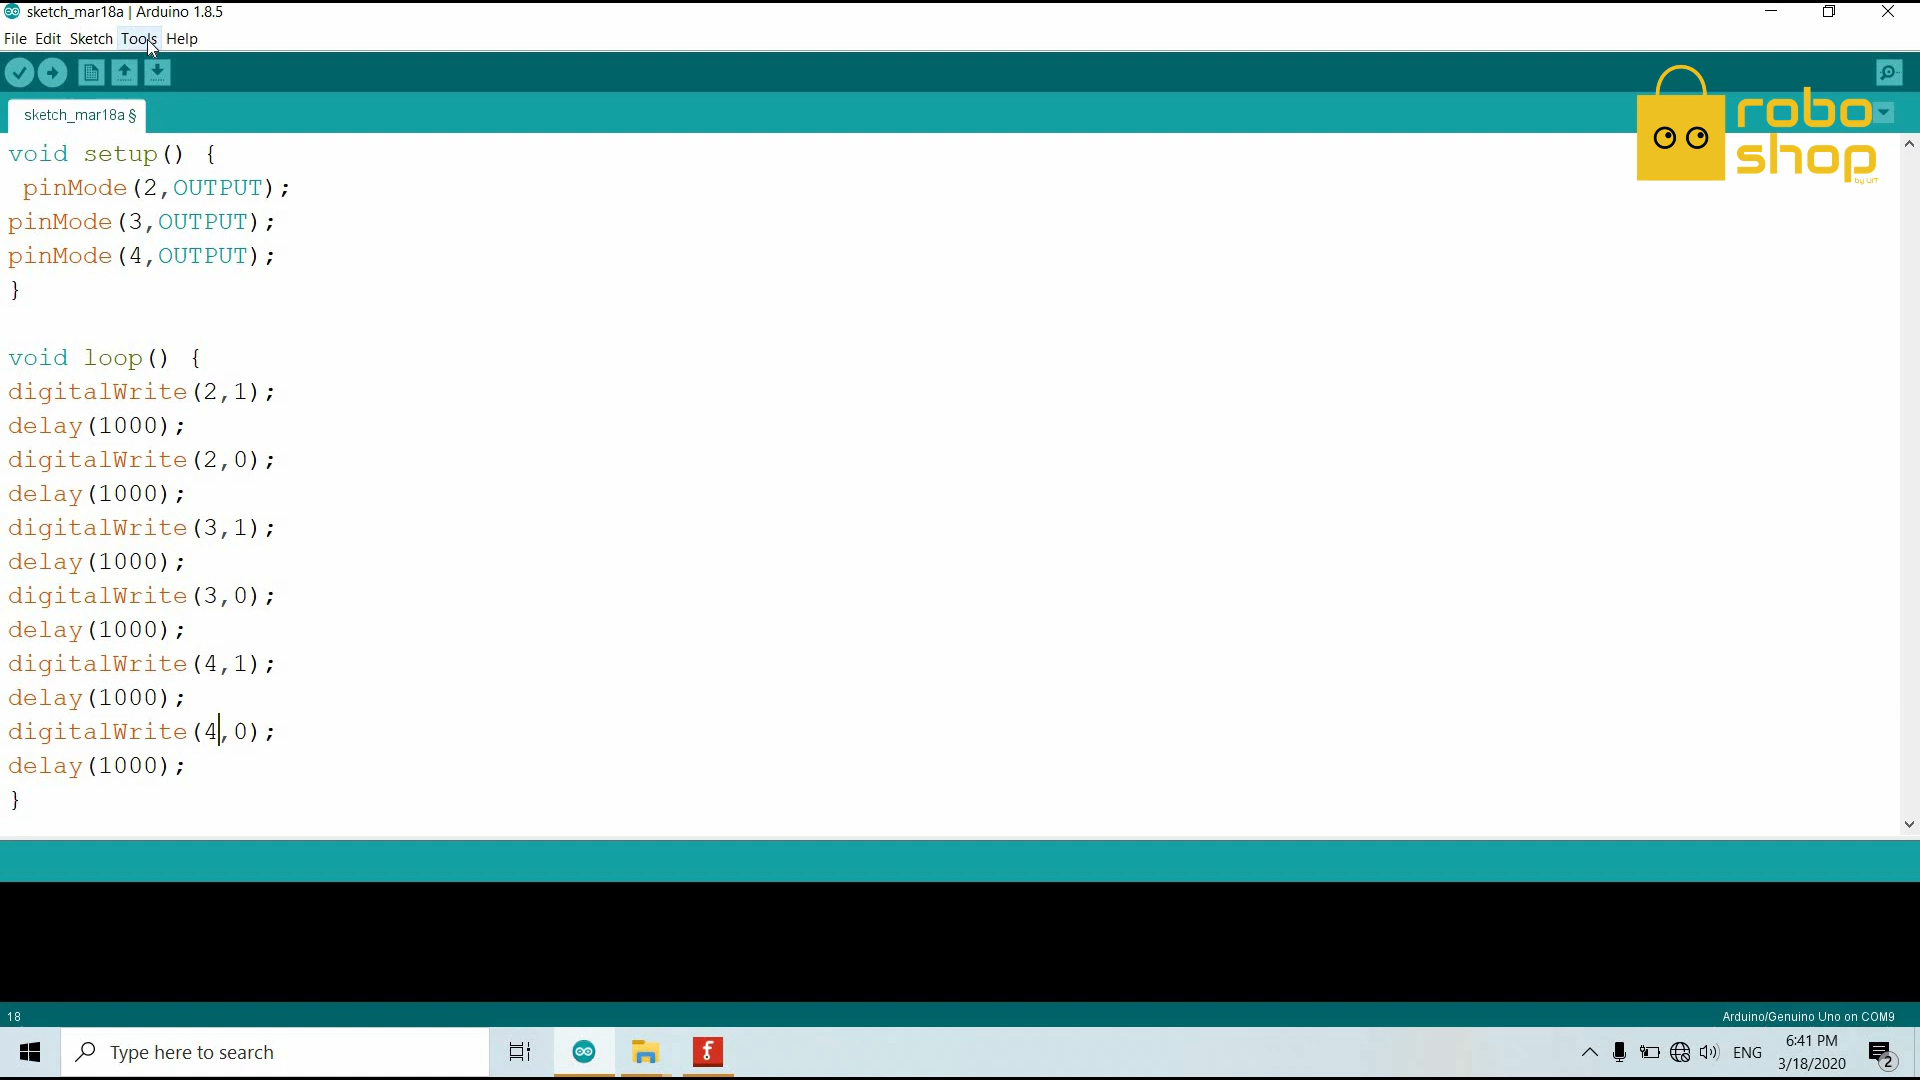 sketch_mar18a | Arduino 1.8.5
File Edit Sketch Tools Help
sketch_mar18a §
robo
shop
by UIT
void setup() {
pinMode(2,OUTPUT);
pinMode(3,OUTPUT);
pinMode(4,OUTPUT);
}
void loop() {
digitalWrite(2,1);
delay(1000);
digitalWrite(2,0);
delay(1000);
digitalWrite(3,1);
delay(1000);
digitalWrite(3,0);
delay(1000);
digitalWrite(4,1);
delay(1000);
digitalWrite(4,0);
delay(1000);
}
18
Arduino/Genuino Uno on COM9
Type here to search
ENG
6:41 PM
3/18/2020
2